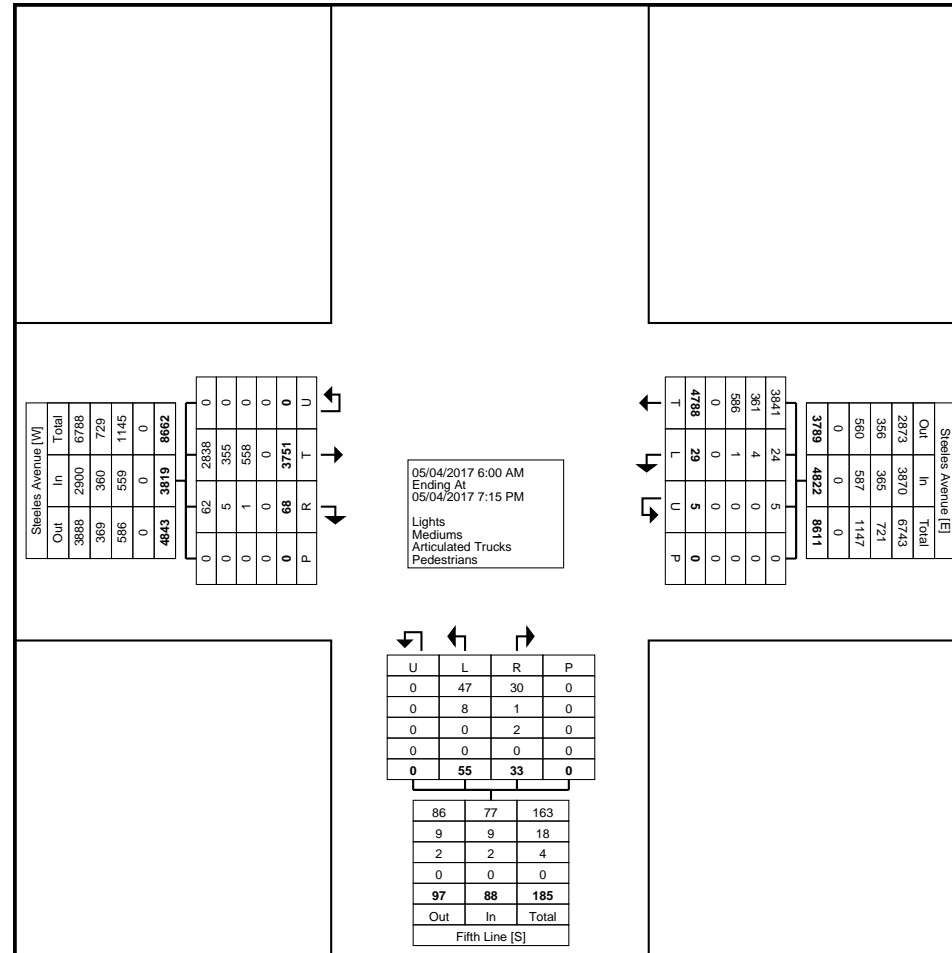 Steeles Avenue [W]
Out In Total
3888 2900 6788
369 360 729
586 559 1145
0 0 0
4843 3819 8662
U T R P
0 3751 68 0
0 0 0 0
0 558 1 0
0 355 5 0
0 2838 62 0
05/04/2017 6:00 AM
Ending At
05/04/2017 7:15 PM
Lights
Mediums
Articulated Trucks
Pedestrians
Steeles Avenue [E]
Out In Total
2873 3870 6743
356 365 721
560 587 1147
0 0 0
3789 4822 8611
3841 24 5 0
361 4 0 0
586 1 0 0
0 0 0 0
4788 29 5 0
T L U P
U L R P
0 47 30 0
0 8 1 0
0 0 2 0
0 0 0 0
0 55 33 0
86 77 163
9 9 18
2 2 4
0 0 0
97 88 185
Out In Total
Fifth Line [S]